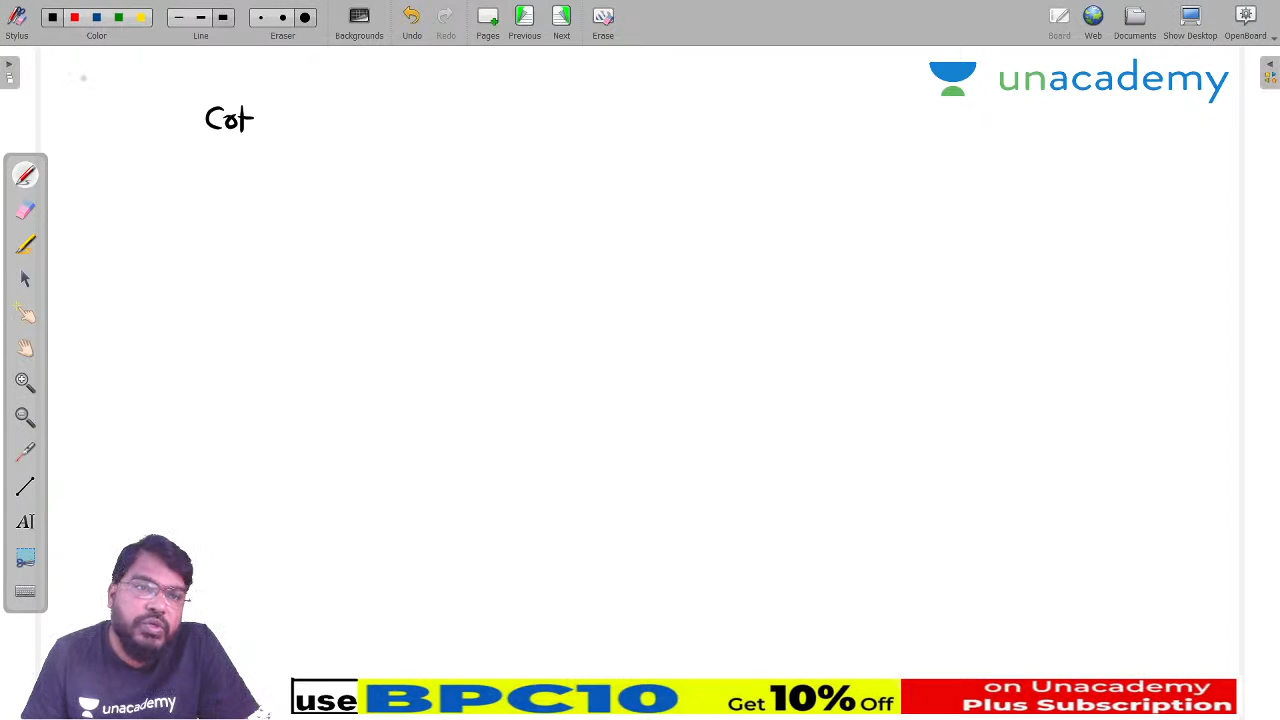 Stylus Color Line Eraser Backgrounds Undo Redo Pages Previous Next Erase Board Web Documents Show Desktop OpenBoard
unacademy
Cot
AI
unacademy
use BPC10 Get 10% Off on Unacademy
Plus Subscription